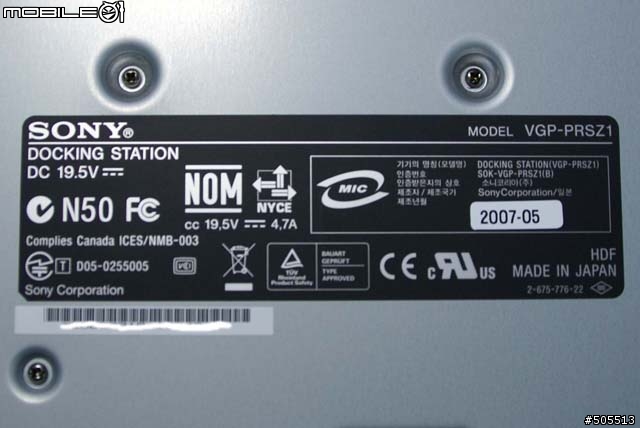 MOBILE01
SONY®
MODEL VGP-PRSZ1
DOCKING STATION
DC 19.5V
N50 FC
NOM
NYCE
cc 19,5V 4,7A
MIC
기기의 명칭(모델명) DOCKING STATION(VGP-PRSZ1)
인증번호 SOK-VGP-PRSZ1(B)
인증받은자의 상호 소니코리아(주)
제조자/제조국가 SonyCorporation/일본
제조년월 2007-05
Complies Canada ICES/NMB-003
T D05-0255005
TÜV
Rheinland
Product Safety
BAUART
GEPRÜFT
TYPE
APPROVED
CE c UR US
HDF
MADE IN JAPAN
2-675-776-22
Sony Corporation
#505513